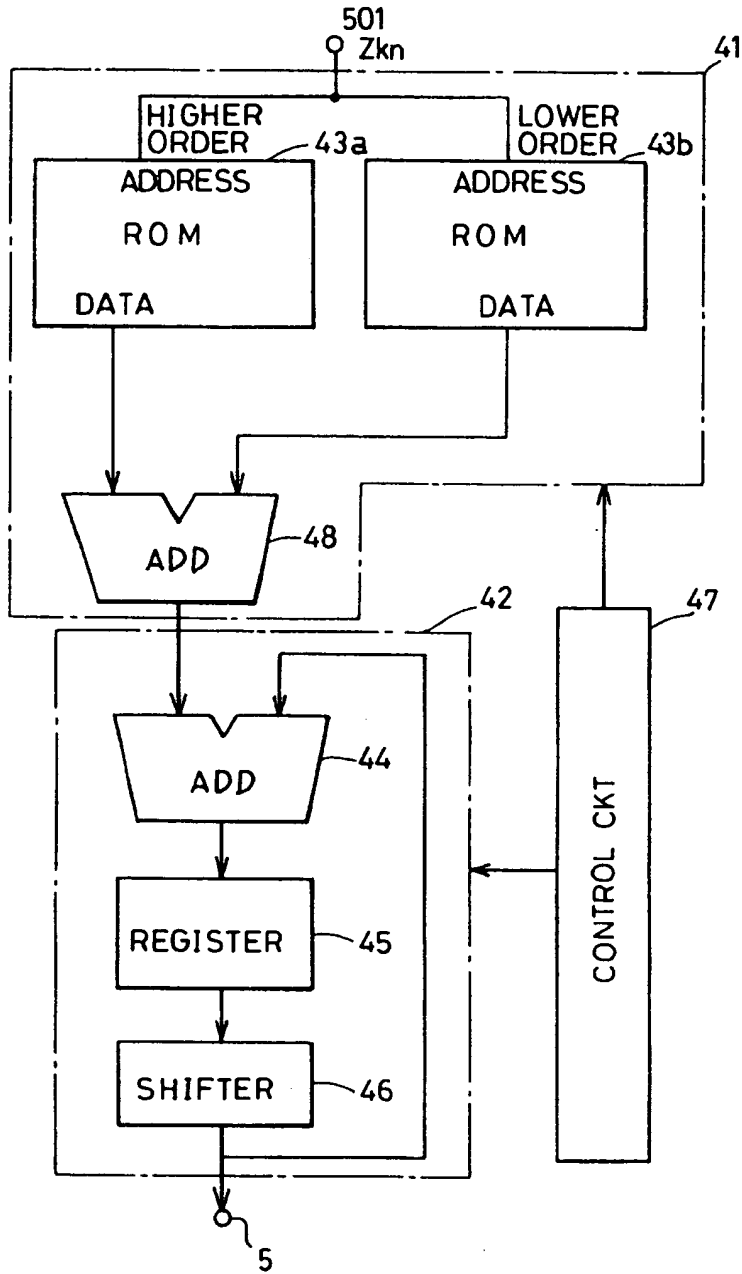 501
Zkn
41
HIGHER
ORDER
LOWER
ORDER
43a
43b
ADDRESS
ADDRESS
ROM
ROM
DATA
DATA
ADD
48
42
47
ADD
44
CONTROL CKT
REGISTER
45
SHIFTER
46
5